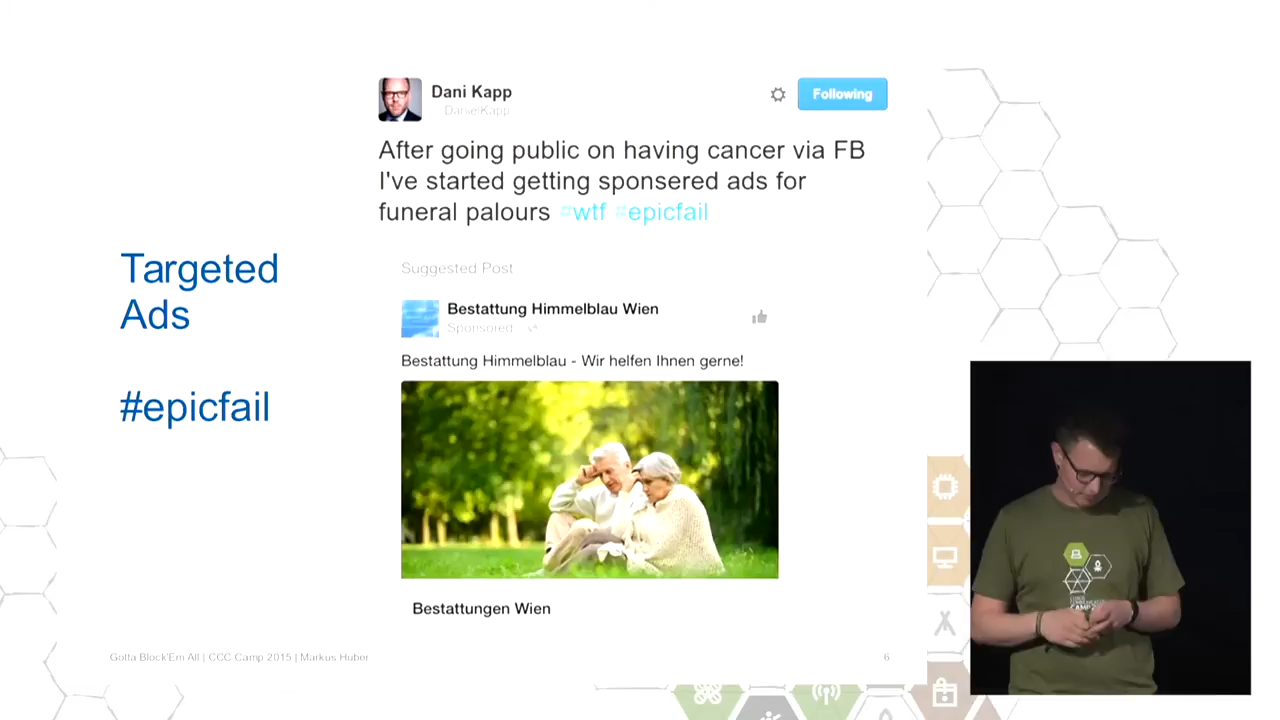 Dani Kapp
DanielKapp
Following
After going public on having cancer via FB
I've started getting sponsered ads for
funeral palours #wtf #epicfail
Targeted
Ads
#epicfail
Suggested Post
Bestattung Himmelblau Wien
Sponsored
Bestattung Himmelblau - Wir helfen Ihnen gerne!
Bestattungen Wien
Gotta Block'Em All | CCC Camp 2015 | Markus Huber
6